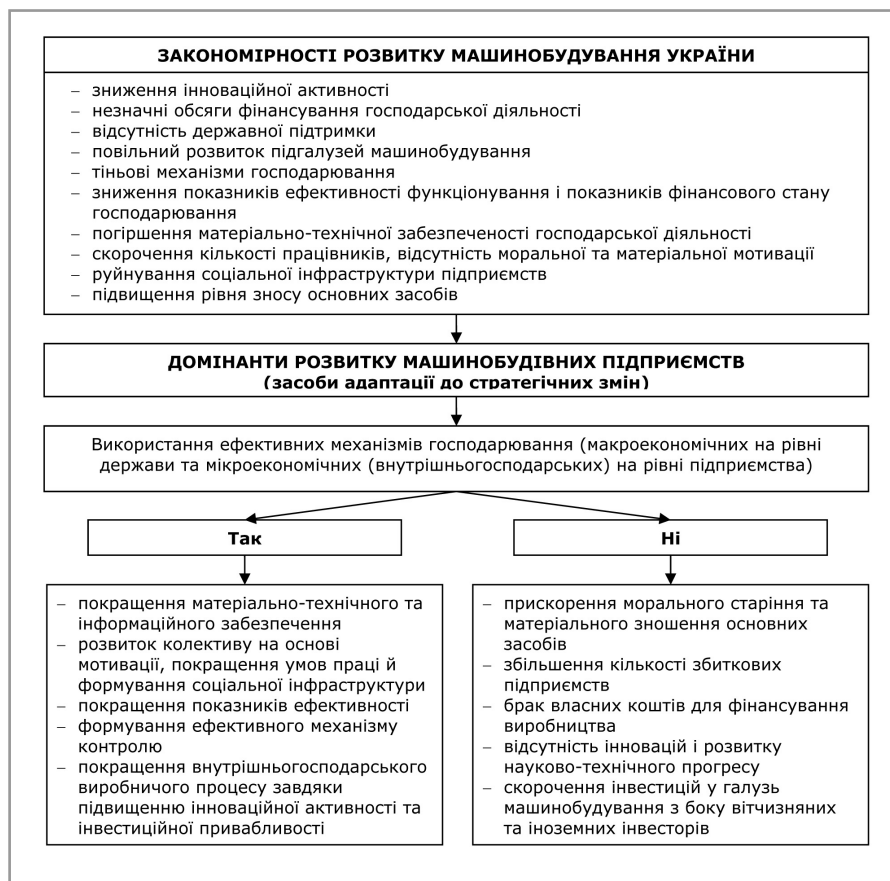 ЗАКОНОМІРНОСТІ РОЗВИТКУ МАШИНОБУДУВАННЯ УКРАЇНИ
– зниження інноваційної активності
– незначні обсяги фінансування господарської діяльності
– відсутність державної підтримки
– повільний розвиток підгалузей машинобудування
– тіньові механізми господарювання
– зниження показників ефективності функціонування і показників фінансового стану
господарювання
– погіршення матеріально-технічної забезпеченості господарської діяльності
– скорочення кількості працівників, відсутність моральної та матеріальної мотивації
– руйнування соціальної інфраструктури підприємств
– підвищення рівня зносу основних засобів
ДОМІНАНТИ РОЗВИТКУ МАШИНОБУДІВНИХ ПІДПРИЄМСТВ
(засоби адаптації до стратегічних змін)
Використання ефективних механізмів господарювання (макроекономічних на рівні
держави та мікроекономічних (внутрішньогосподарських) на рівні підприємства)
Так
– покращення матеріально-технічного та
інформаційного забезпечення
– розвиток колективу на основі
мотивації, покращення умов праці й
формування соціальної інфраструктури
– покращення показників ефективності
– формування ефективного механізму
контролю
– покращення внутрішньогосподарського
виробничого процесу завдяки
підвищенню інноваційної активності та
інвестиційної привабливості
Ні
– прискорення морального старіння та
матеріального зношення основних
засобів
– збільшення кількості збиткових
підприємств
– брак власних коштів для фінансування
виробництва
– відсутність інновацій і розвитку
науково-технічного прогресу
– скорочення інвестицій у галузь
машинобудування з боку вітчизняних
та іноземних інвесторів